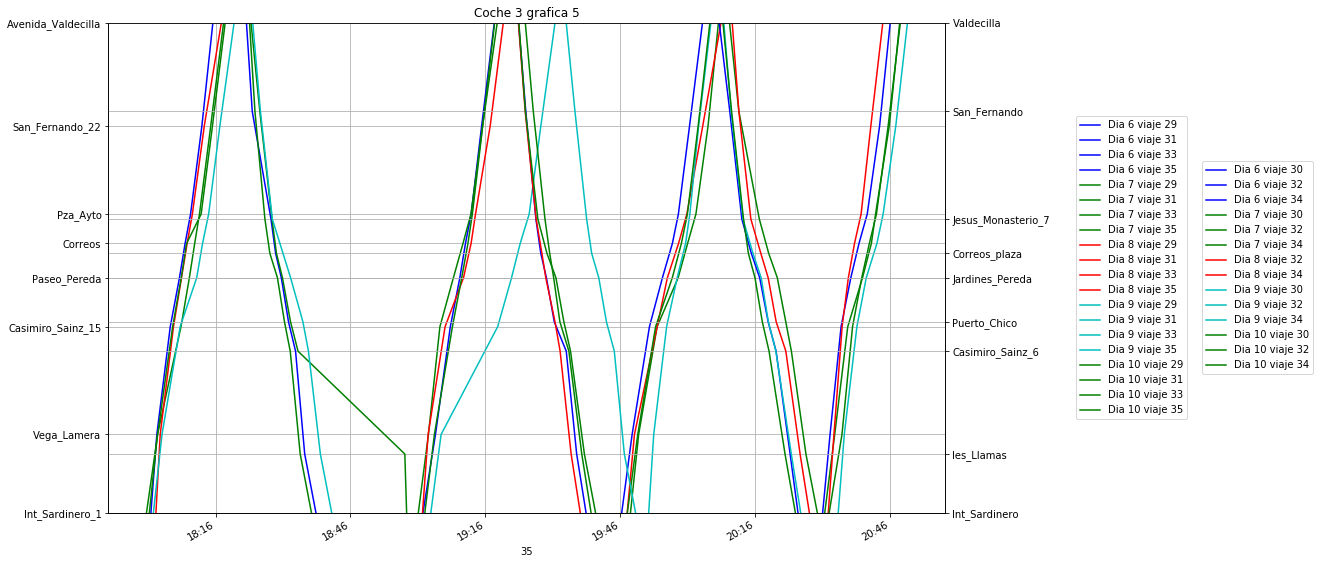 Coche 3 grafica 5
Avenida_Valdecilla
San_Fernando_22
Pza_Ayto
Correos
Paseo_Pereda
Casimiro_Sainz_15
Vega_Lamera
Int_Sardinero_1
Valdecilla
San_Fernando
Jesus_Monasterio_7
Correos_plaza
Jardines_Pereda
Puerto_Chico
Casimiro_Sainz_6
Ies_Llamas
Int_Sardinero
18:16
18:46
19:16
19:46
20:16
20:46
35
Dia 6 viaje 29
Dia 6 viaje 31
Dia 6 viaje 33
Dia 6 viaje 35
Dia 7 viaje 29
Dia 7 viaje 31
Dia 7 viaje 33
Dia 7 viaje 35
Dia 8 viaje 29
Dia 8 viaje 31
Dia 8 viaje 33
Dia 8 viaje 35
Dia 9 viaje 29
Dia 9 viaje 31
Dia 9 viaje 33
Dia 9 viaje 35
Dia 10 viaje 29
Dia 10 viaje 31
Dia 10 viaje 33
Dia 10 viaje 35
Dia 6 viaje 30
Dia 6 viaje 32
Dia 6 viaje 34
Dia 7 viaje 30
Dia 7 viaje 32
Dia 7 viaje 34
Dia 8 viaje 32
Dia 8 viaje 34
Dia 9 viaje 30
Dia 9 viaje 32
Dia 9 viaje 34
Dia 10 viaje 30
Dia 10 viaje 32
Dia 10 viaje 34